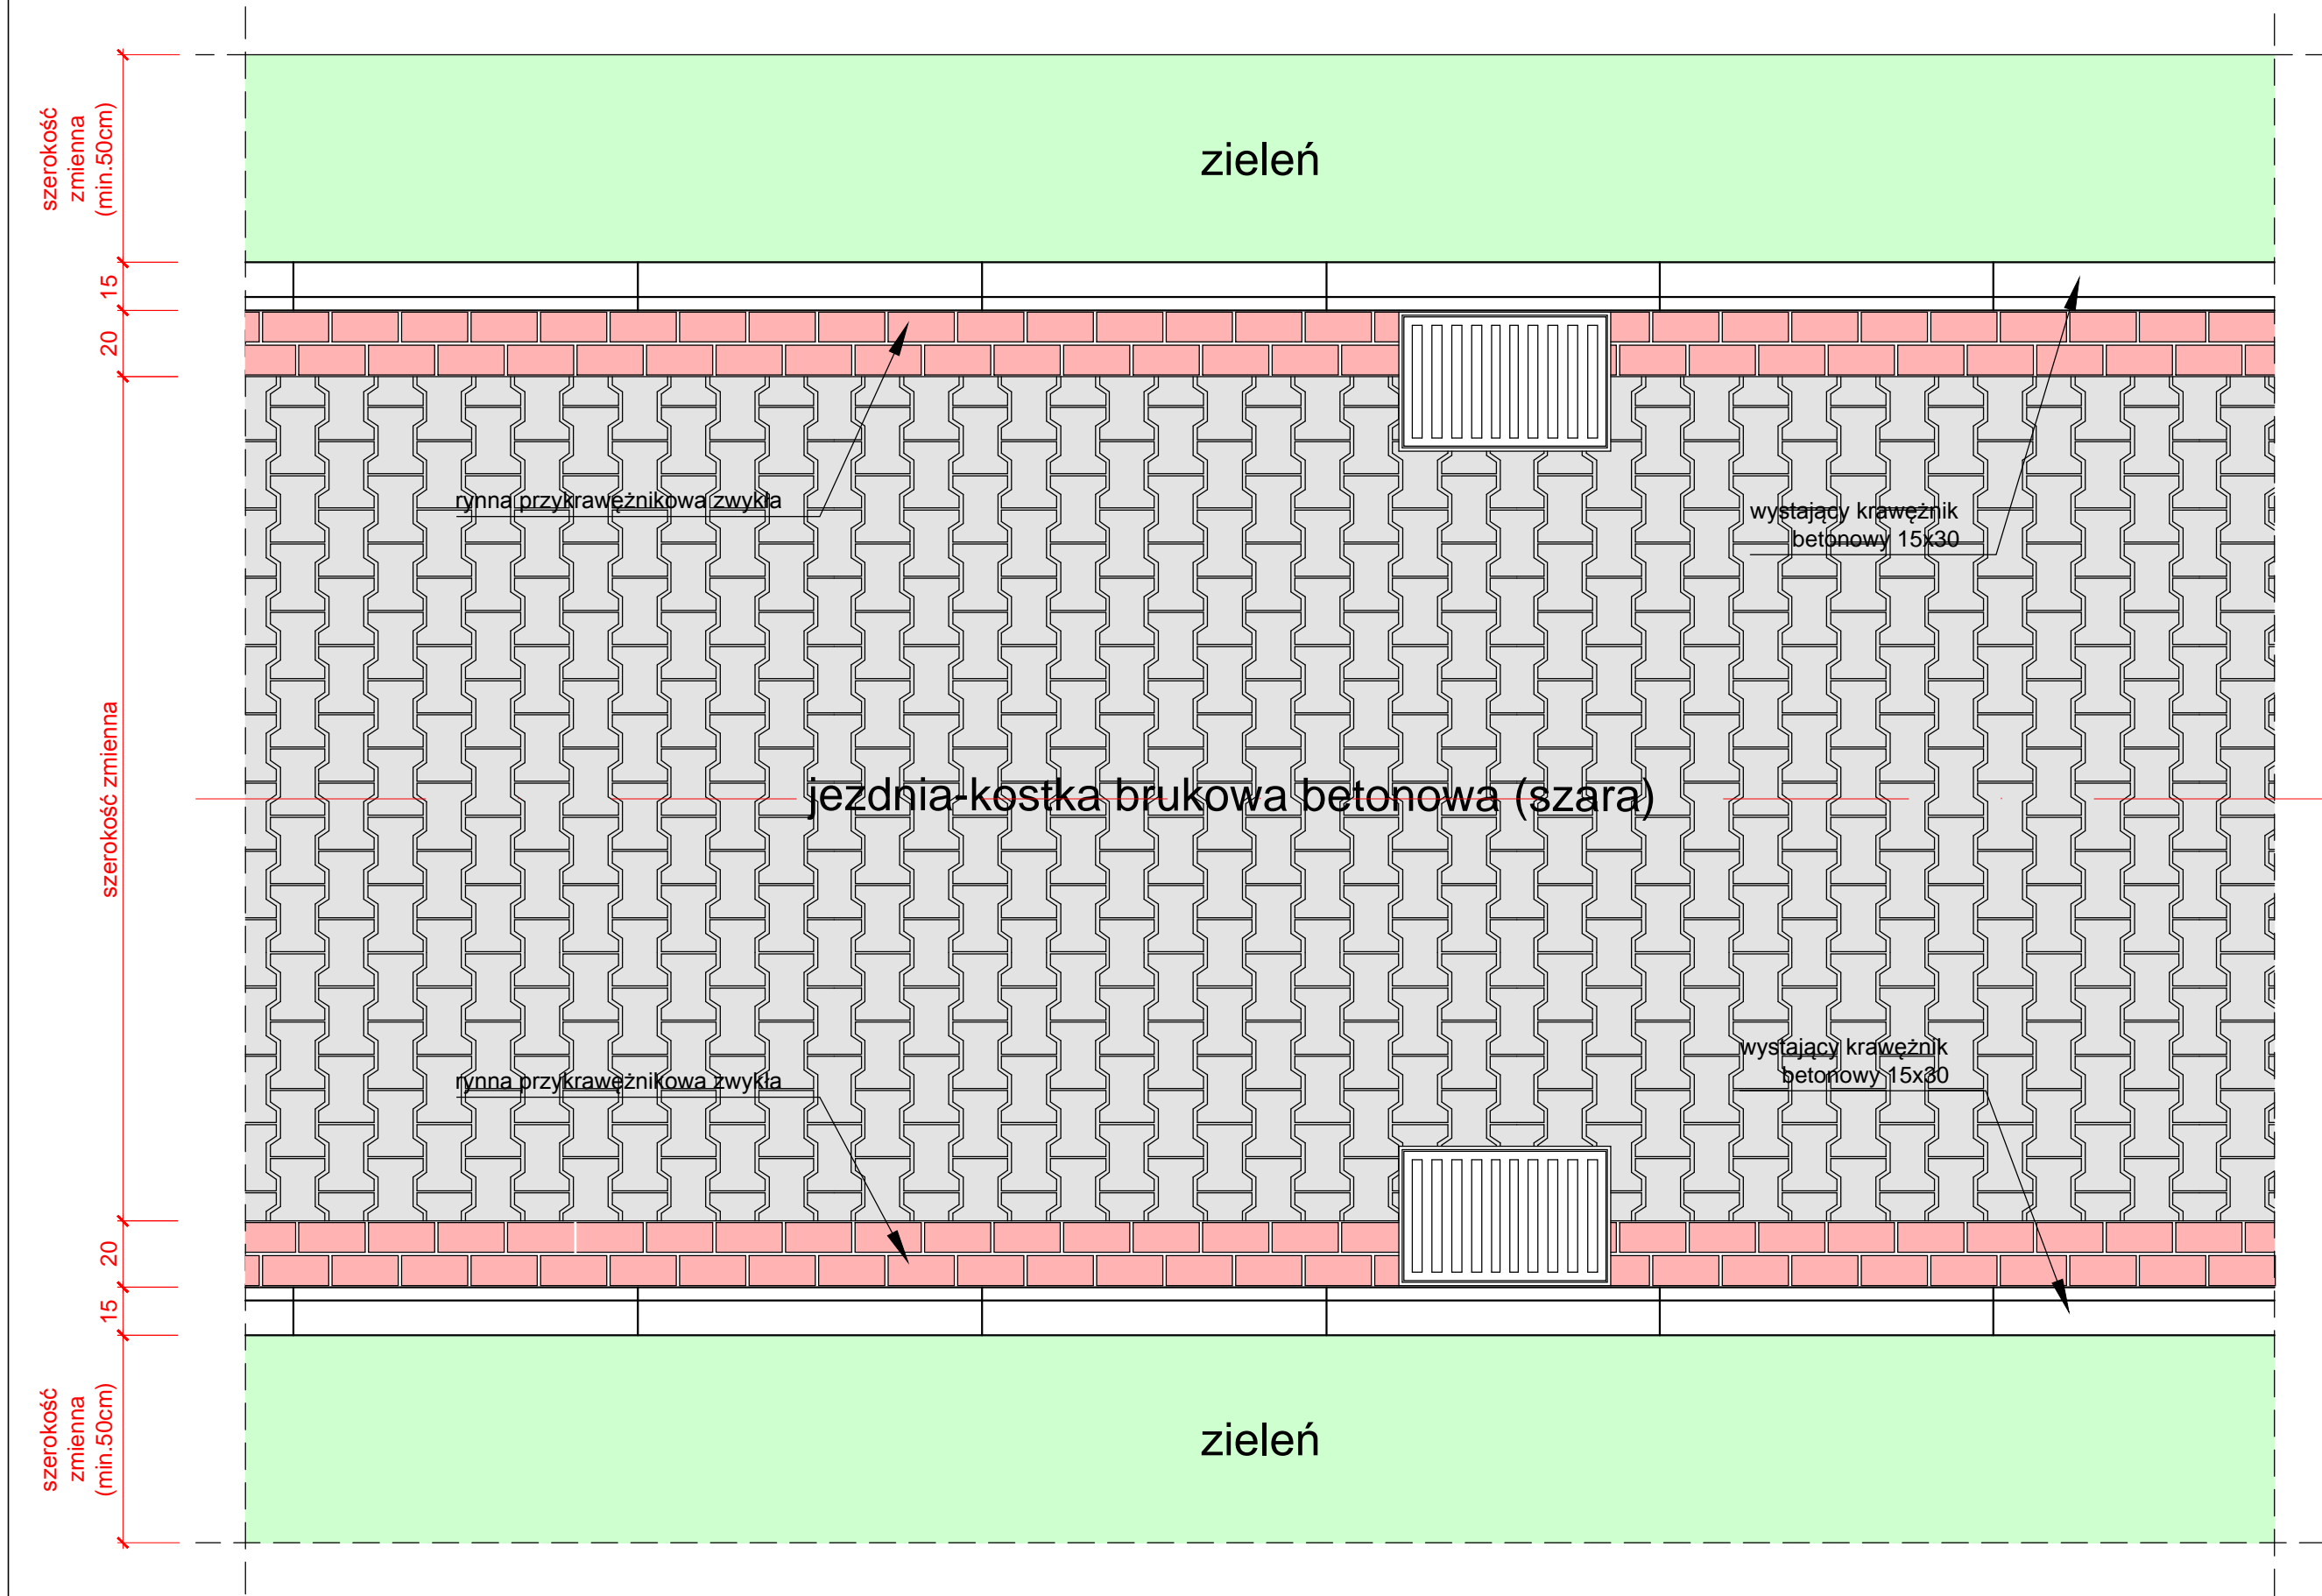 zieleń
szerokość
zmienna
(min.50cm)
15
20
rynna przykrawężnikowa zwykła
wystający krawężnik
betonowy 15x30
szerokość zmienna
jezdnia-kostka brukowa betonowa (szara)
rynna przykrawężnikowa zwykła
wystający krawężnik
betonowy 15x30
20
15
szerokość
zmienna
(min.50cm)
zieleń